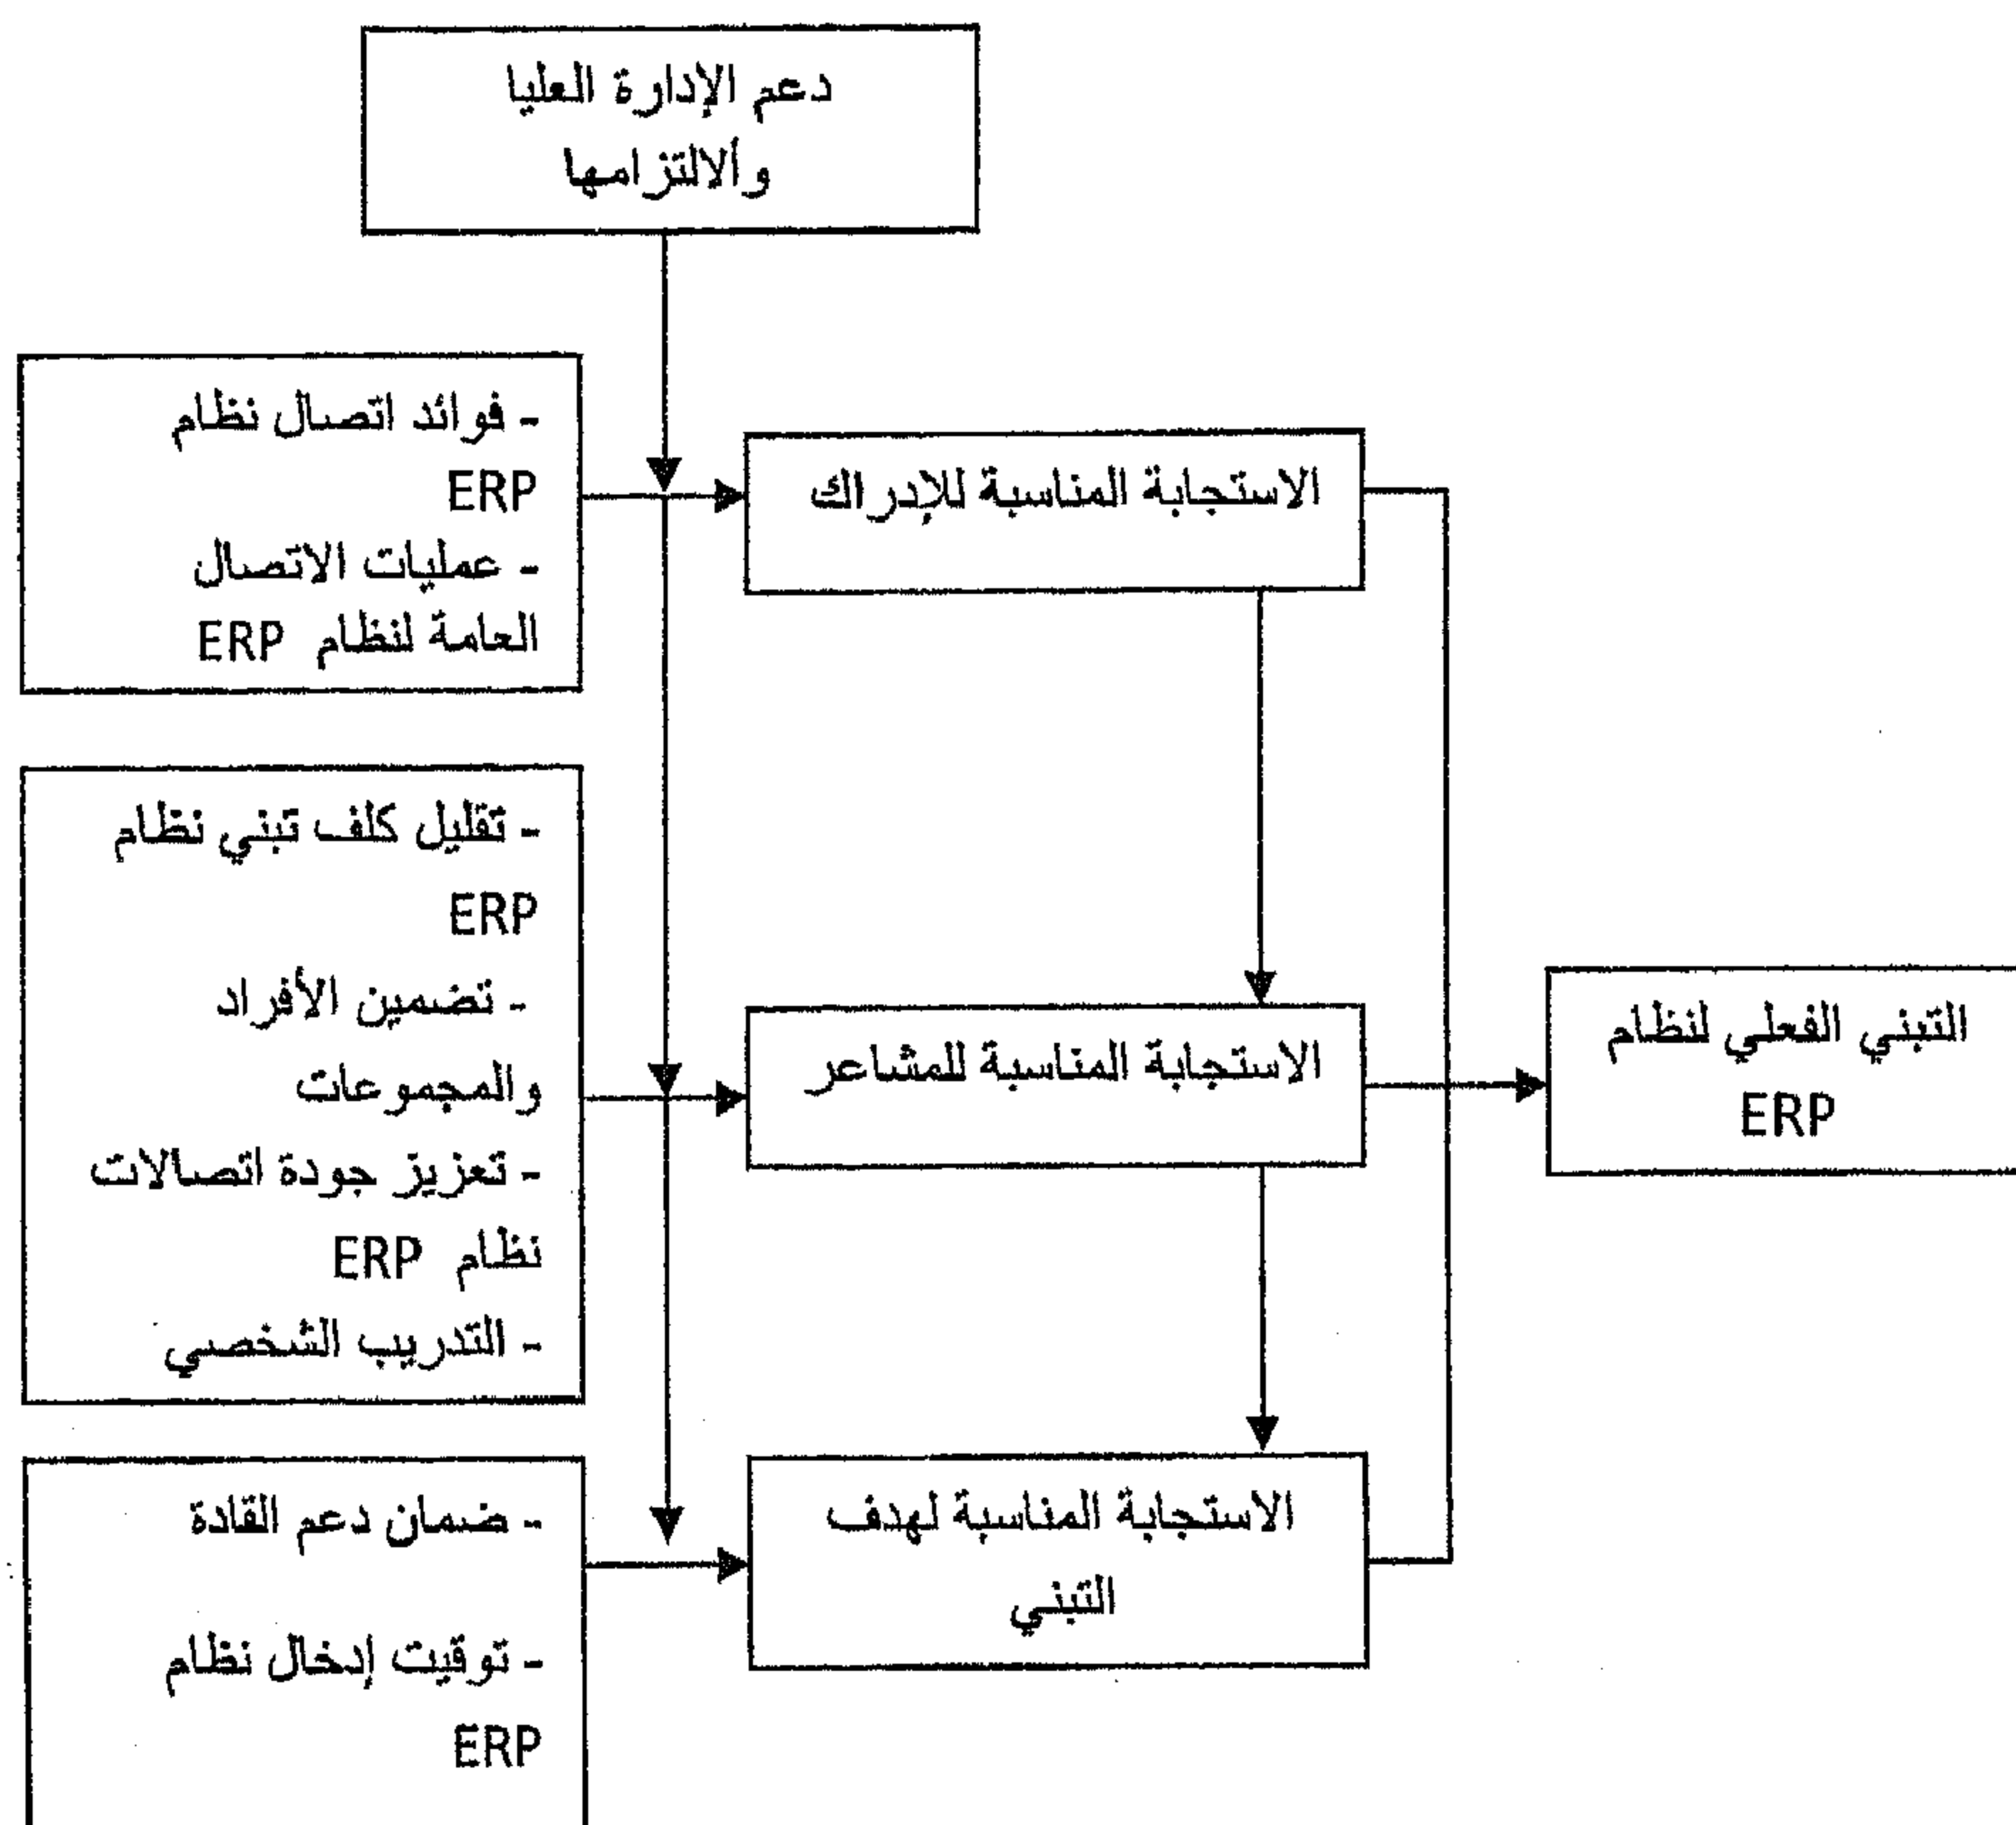 دعم الإدارة العليا
والالتزامها
- فوائد اتصال نظام
ERP
- عمليات الاتصال
العامة لنظام ERP
الاستجابة المناسبة للإدراك
- تقليل كلف تبني نظام
ERP
- تضمين الأفراد
والمجموعات
- تعزيز جودة اتصالات
نظام ERP
- التدريب الشخصي
الاستجابة المناسبة للمشاعر
التبني الفعلي لنظام
ERP
- ضمان دعم القادة
- توقيت إدخال نظام
ERP
الاستجابة المناسبة لهدف
التبني